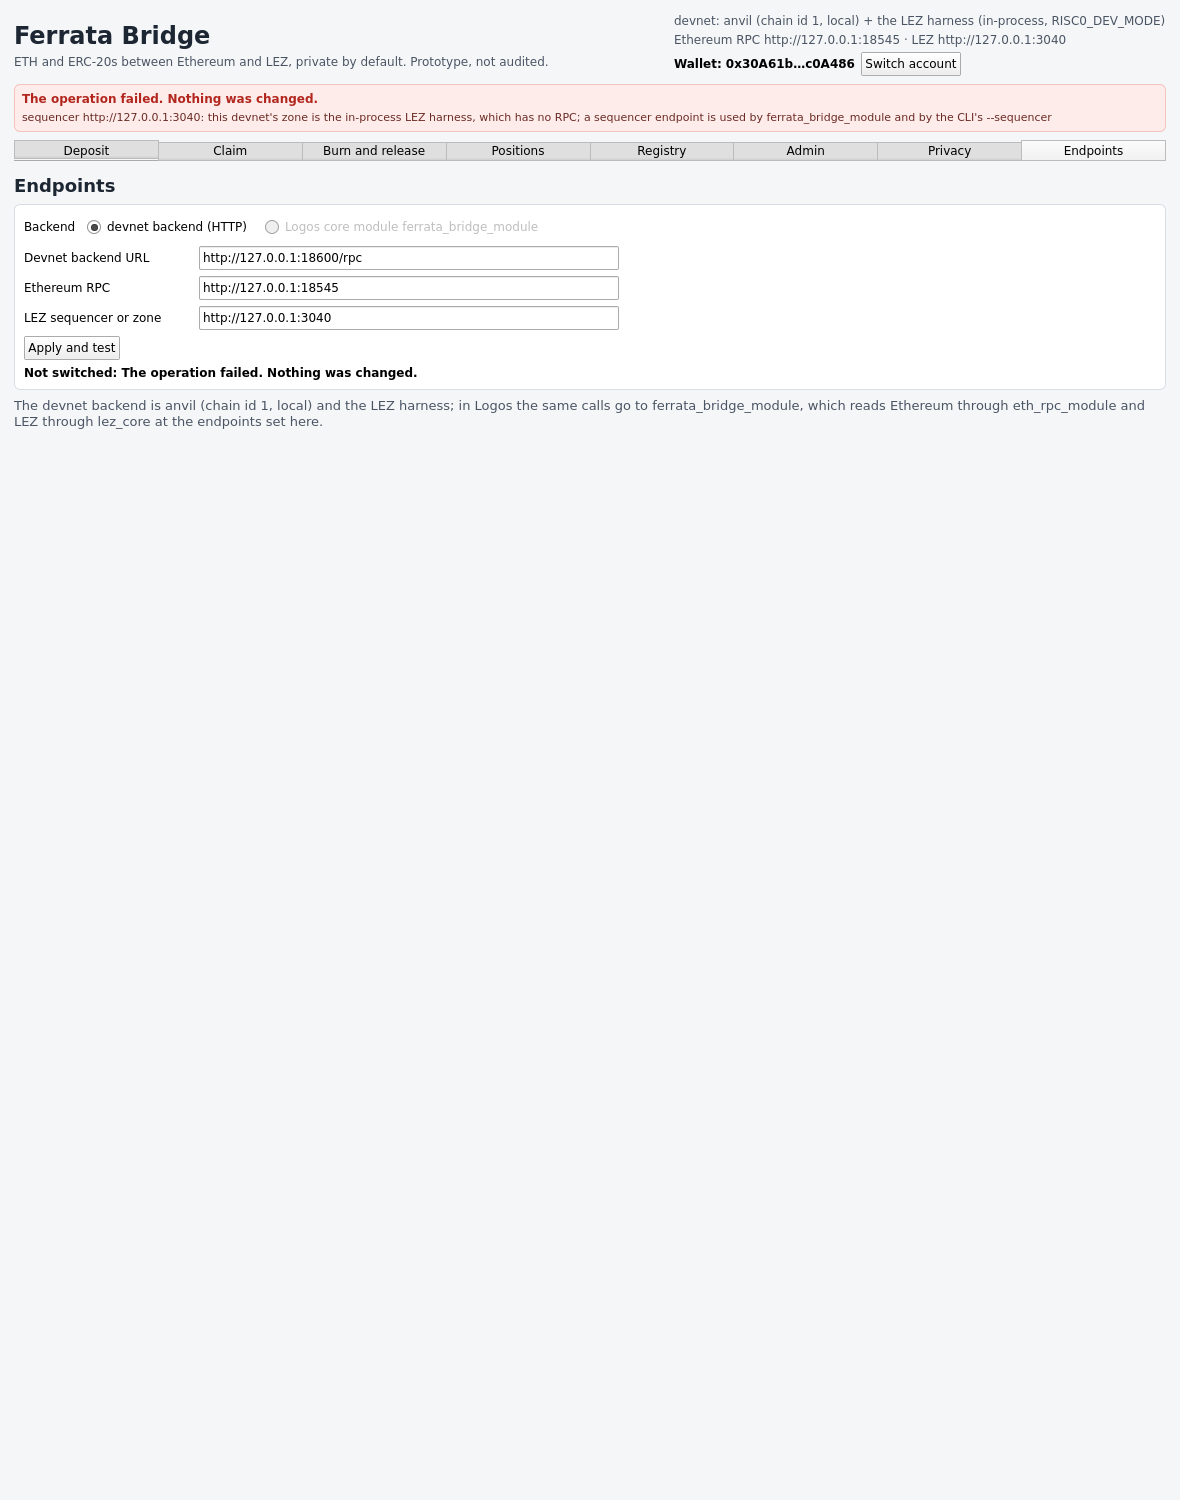 Ferrata Bridge
ETH and ERC-20s between Ethereum and LEZ, private by default. Prototype, not audited.
devnet: anvil (chain id 1, local) + the LEZ harness (in-process, RISC0_DEV_MODE)
Ethereum RPC http://127.0.0.1:18545 · LEZ http://127.0.0.1:3040
Wallet: 0x30A61b…c0A486 Switch account
The operation failed. Nothing was changed.
sequencer http://127.0.0.1:3040: this devnet's zone is the in-process LEZ harness, which has no RPC; a sequencer endpoint is used by ferrata_bridge_module and by the CLI's --sequencer
Deposit Claim Burn and release Positions Registry Admin Privacy Endpoints
Endpoints
Backend devnet backend (HTTP) Logos core module ferrata_bridge_module
Devnet backend URL http://127.0.0.1:18600/rpc
Ethereum RPC http://127.0.0.1:18545
LEZ sequencer or zone http://127.0.0.1:3040
Apply and test
Not switched: The operation failed. Nothing was changed.
The devnet backend is anvil (chain id 1, local) and the LEZ harness; in Logos the same calls go to ferrata_bridge_module, which reads Ethereum through eth_rpc_module and
LEZ through lez_core at the endpoints set here.